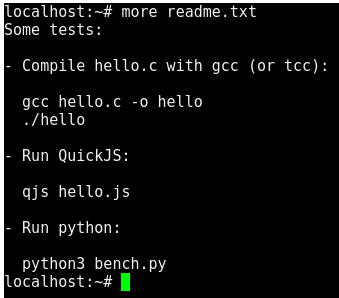 localhost:~# more readme.txt
Some tests:
- Compile hello.c with gcc (or tcc):
gcc hello.c -o hello
./hello
- Run QuickJS:
qjs hello.js
- Run python:
python3 bench.py
localhost:~#